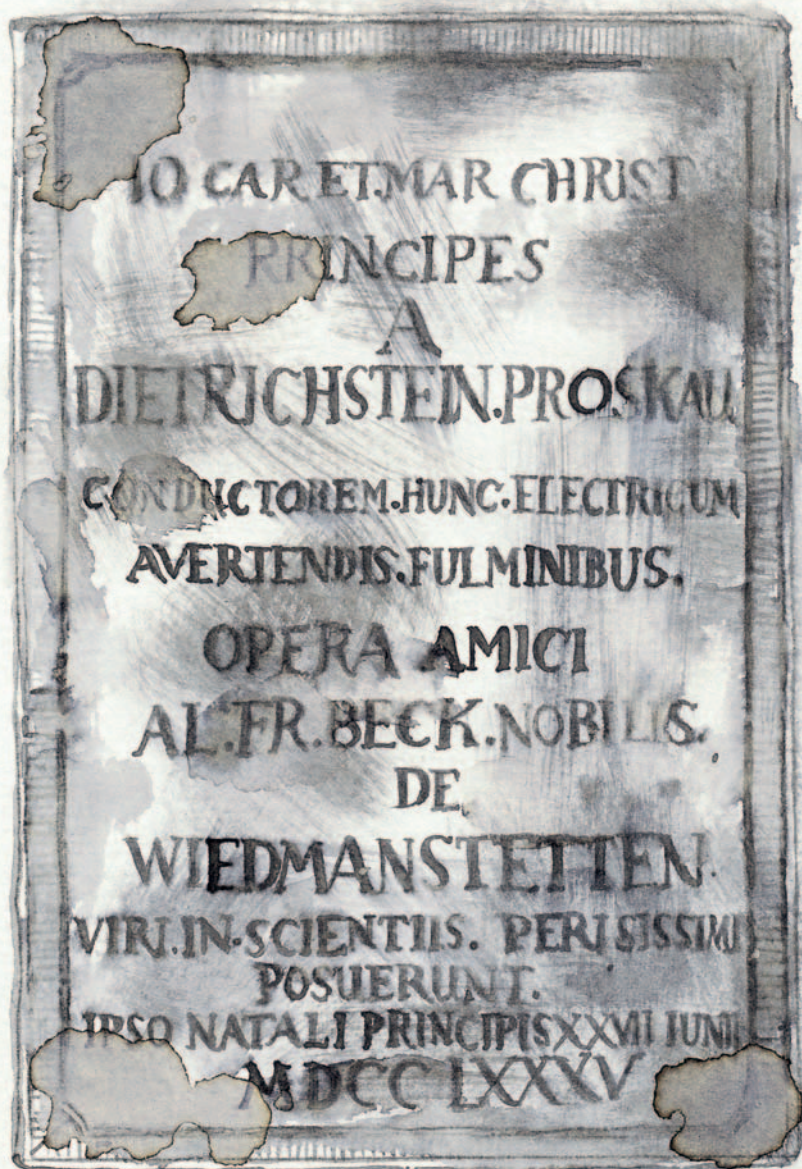 IO CAR ET.MAR CHRIST
PRINCIPES
A
DIETRICHSTEIN.PROSKAU.
CONDUCTOREM.HUNC.ELECTRICUM
AVERTENDIS.FULMINIBUS.
OPERA AMICI
AL.FR.BECK.NOBILIS.
DE
WIEDMANSTETTEN.
VIRI.IN.SCIENTIIS. PERISISSIMI
POSUERUNT.
IPSO NATALI PRINCIPIS XXVII IUNII
MDCCLXXXV